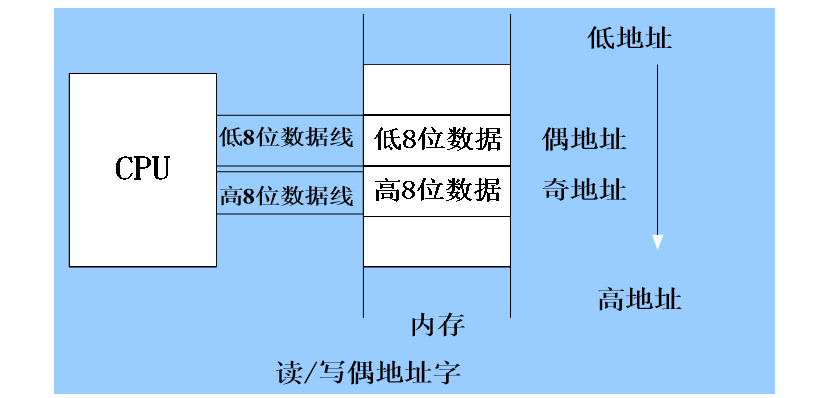 低地址
CPU
低8位数据线
低8位数据
偶地址
高8位数据线
高8位数据
奇地址
高地址
内存
读/写偶地址字